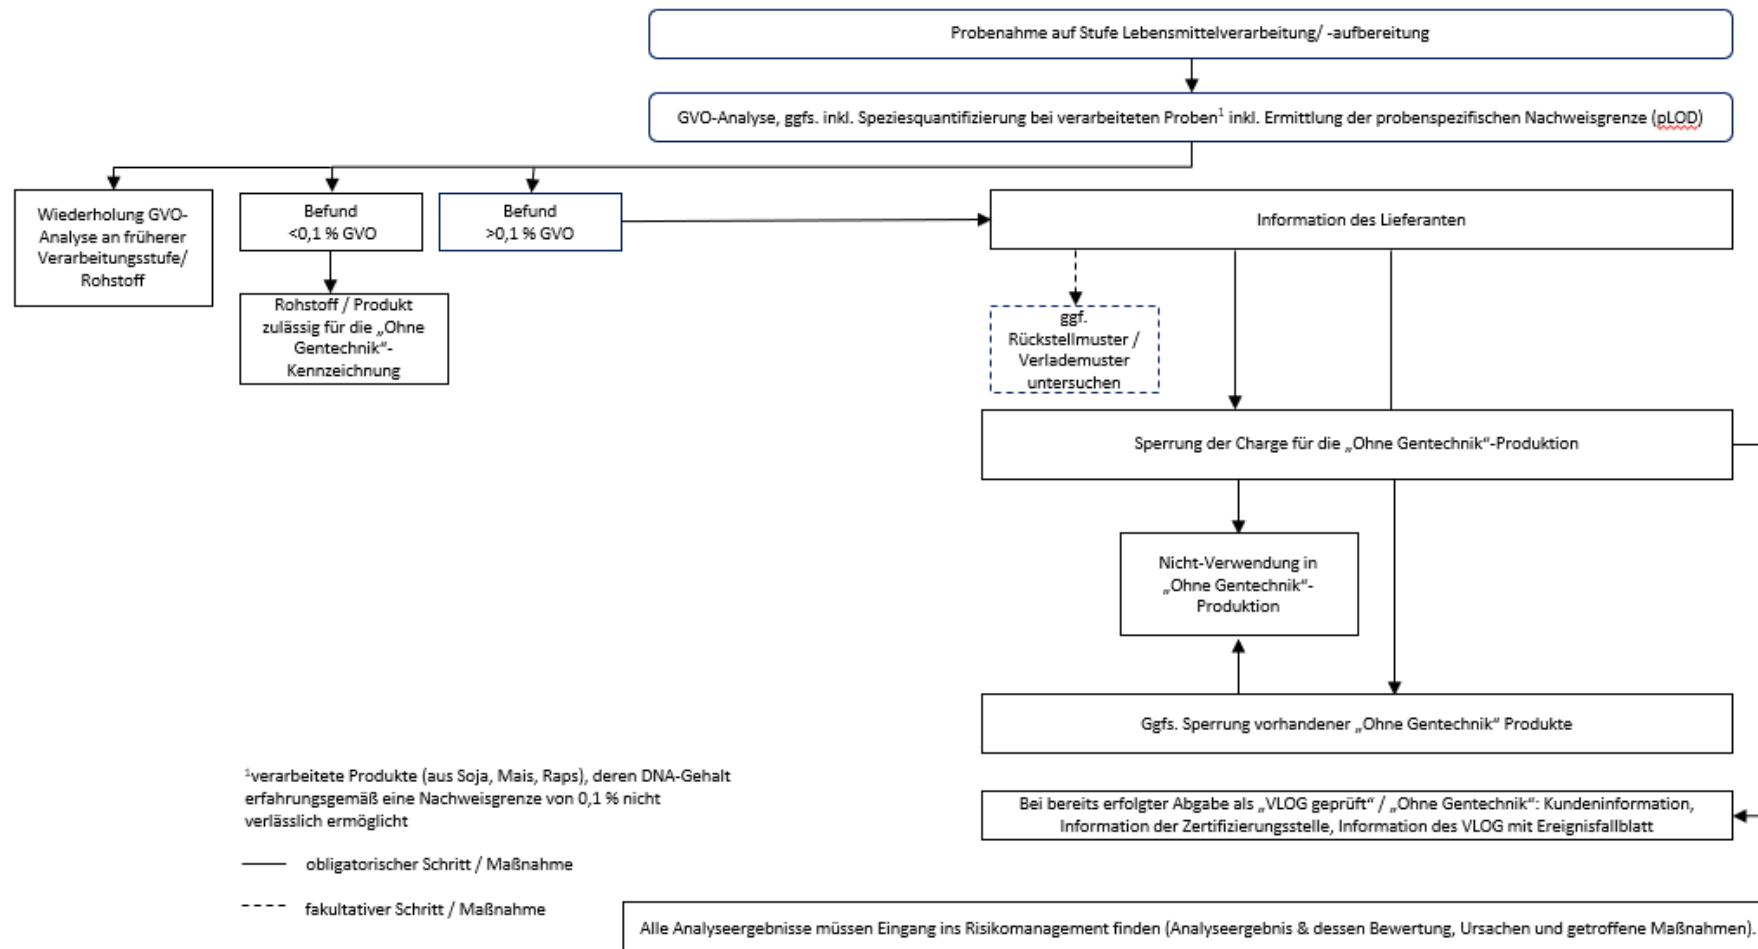 Probenahme auf Stufe Lebensmittelverarbeitung/ -aufbereitung
GVO-Analyse, ggfs. inkl. Speziesquantifizierung bei verarbeiteten Proben¹ inkl. Ermittlung der probenspezifischen Nachweisgrenze (pLOD)
Wiederholung GVO-
Analyse an früherer
Verarbeitungsstufe/
Rohstoff
Befund
<0,1 % GVO
Befund
>0,1 % GVO
Information des Lieferanten
Rohstoff / Produkt
zulässig für die „Ohne
Gentechnik“-
Kennzeichnung
ggf.
Rückstellmuster /
Verlademuster
untersuchen
Sperrung der Charge für die „Ohne Gentechnik“-Produktion
Nicht-Verwendung in
„Ohne Gentechnik“-
Produktion
Ggfs. Sperrung vorhandener „Ohne Gentechnik“ Produkte
¹verarbeitete Produkte (aus Soja, Mais, Raps), deren DNA-Gehalt
erfahrungsgemäß eine Nachweisgrenze von 0,1 % nicht
verlässlich ermöglicht
Bei bereits erfolgter Abgabe als „VLOG geprüft“ / „Ohne Gentechnik“: Kundeninformation,
Information der Zertifizierungsstelle, Information des VLOG mit Ereignisfallblatt
obligatorischer Schritt / Maßnahme
fakultativer Schritt / Maßnahme
Alle Analyseergebnisse müssen Eingang ins Risikomanagement finden (Analyseergebnis & dessen Bewertung, Ursachen und getroffene Maßnahmen).